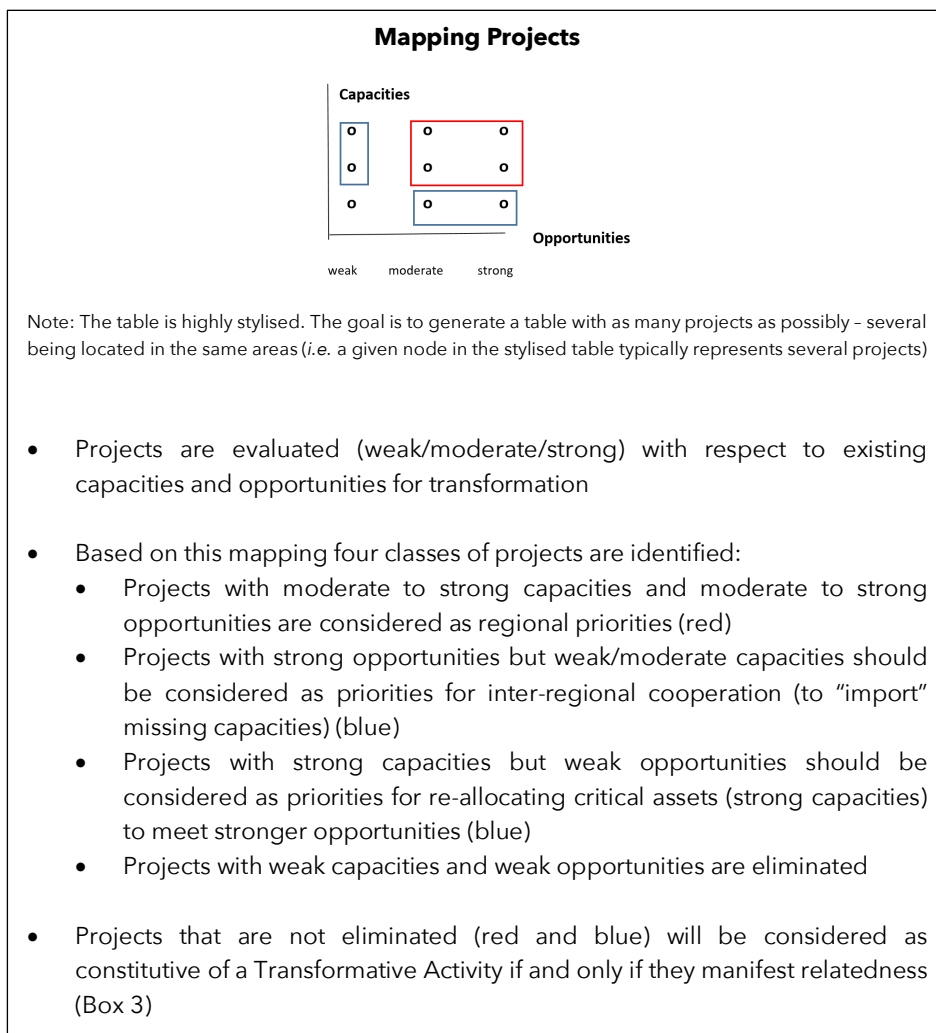 Mapping Projects
Capacities
o o o
o o o
o o o
Opportunities
weak moderate strong
Note: The table is highly stylised. The goal is to generate a table with as many projects as possibly – several
being located in the same areas (i.e. a given node in the stylised table typically represents several projects)
• Projects are evaluated (weak/moderate/strong) with respect to existing
capacities and opportunities for transformation
• Based on this mapping four classes of projects are identified:
• Projects with moderate to strong capacities and moderate to strong
opportunities are considered as regional priorities (red)
• Projects with strong opportunities but weak/moderate capacities should
be considered as priorities for inter-regional cooperation (to “import”
missing capacities) (blue)
• Projects with strong capacities but weak opportunities should be
considered as priorities for re-allocating critical assets (strong capacities)
to meet stronger opportunities (blue)
• Projects with weak capacities and weak opportunities are eliminated
• Projects that are not eliminated (red and blue) will be considered as
constitutive of a Transformative Activity if and only if they manifest relatedness
(Box 3)